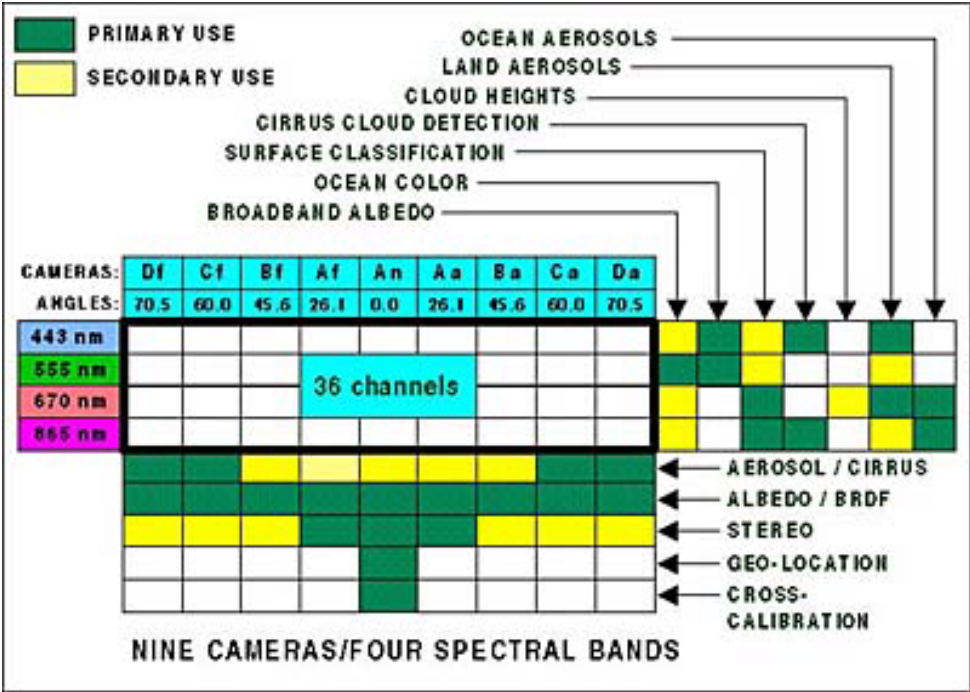 PRIMARY USE
SECONDARY USE
OCEAN AEROSOLS
LAND AEROSOLS
CLOUD HEIGHTS
CIRRUS CLOUD DETECTION
SURFACE CLASSIFICATION
OCEAN COLOR
BROADBAND ALBEDO
CAMERAS: Df Cf Bf Af An Aa Ba Ca Da
ANGLES: 70.5 60.0 45.6 26.1 0.0 26.1 45.6 60.0 70.5
443 nm
555 nm
36 channels
670 nm
865 nm
AEROSOL / CIRRUS
ALBEDO / BRDF
STEREO
GEO-LOCATION
CROSS-
CALIBRATION
NINE CAMERAS/FOUR SPECTRAL BANDS